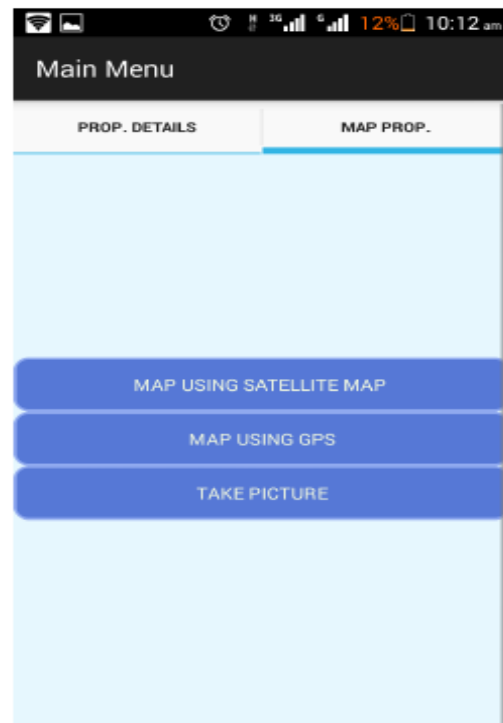 3G G 12% 10:12 am
Main Menu
PROP. DETAILS MAP PROP.
MAP USING SATELLITE MAP
MAP USING GPS
TAKE PICTURE